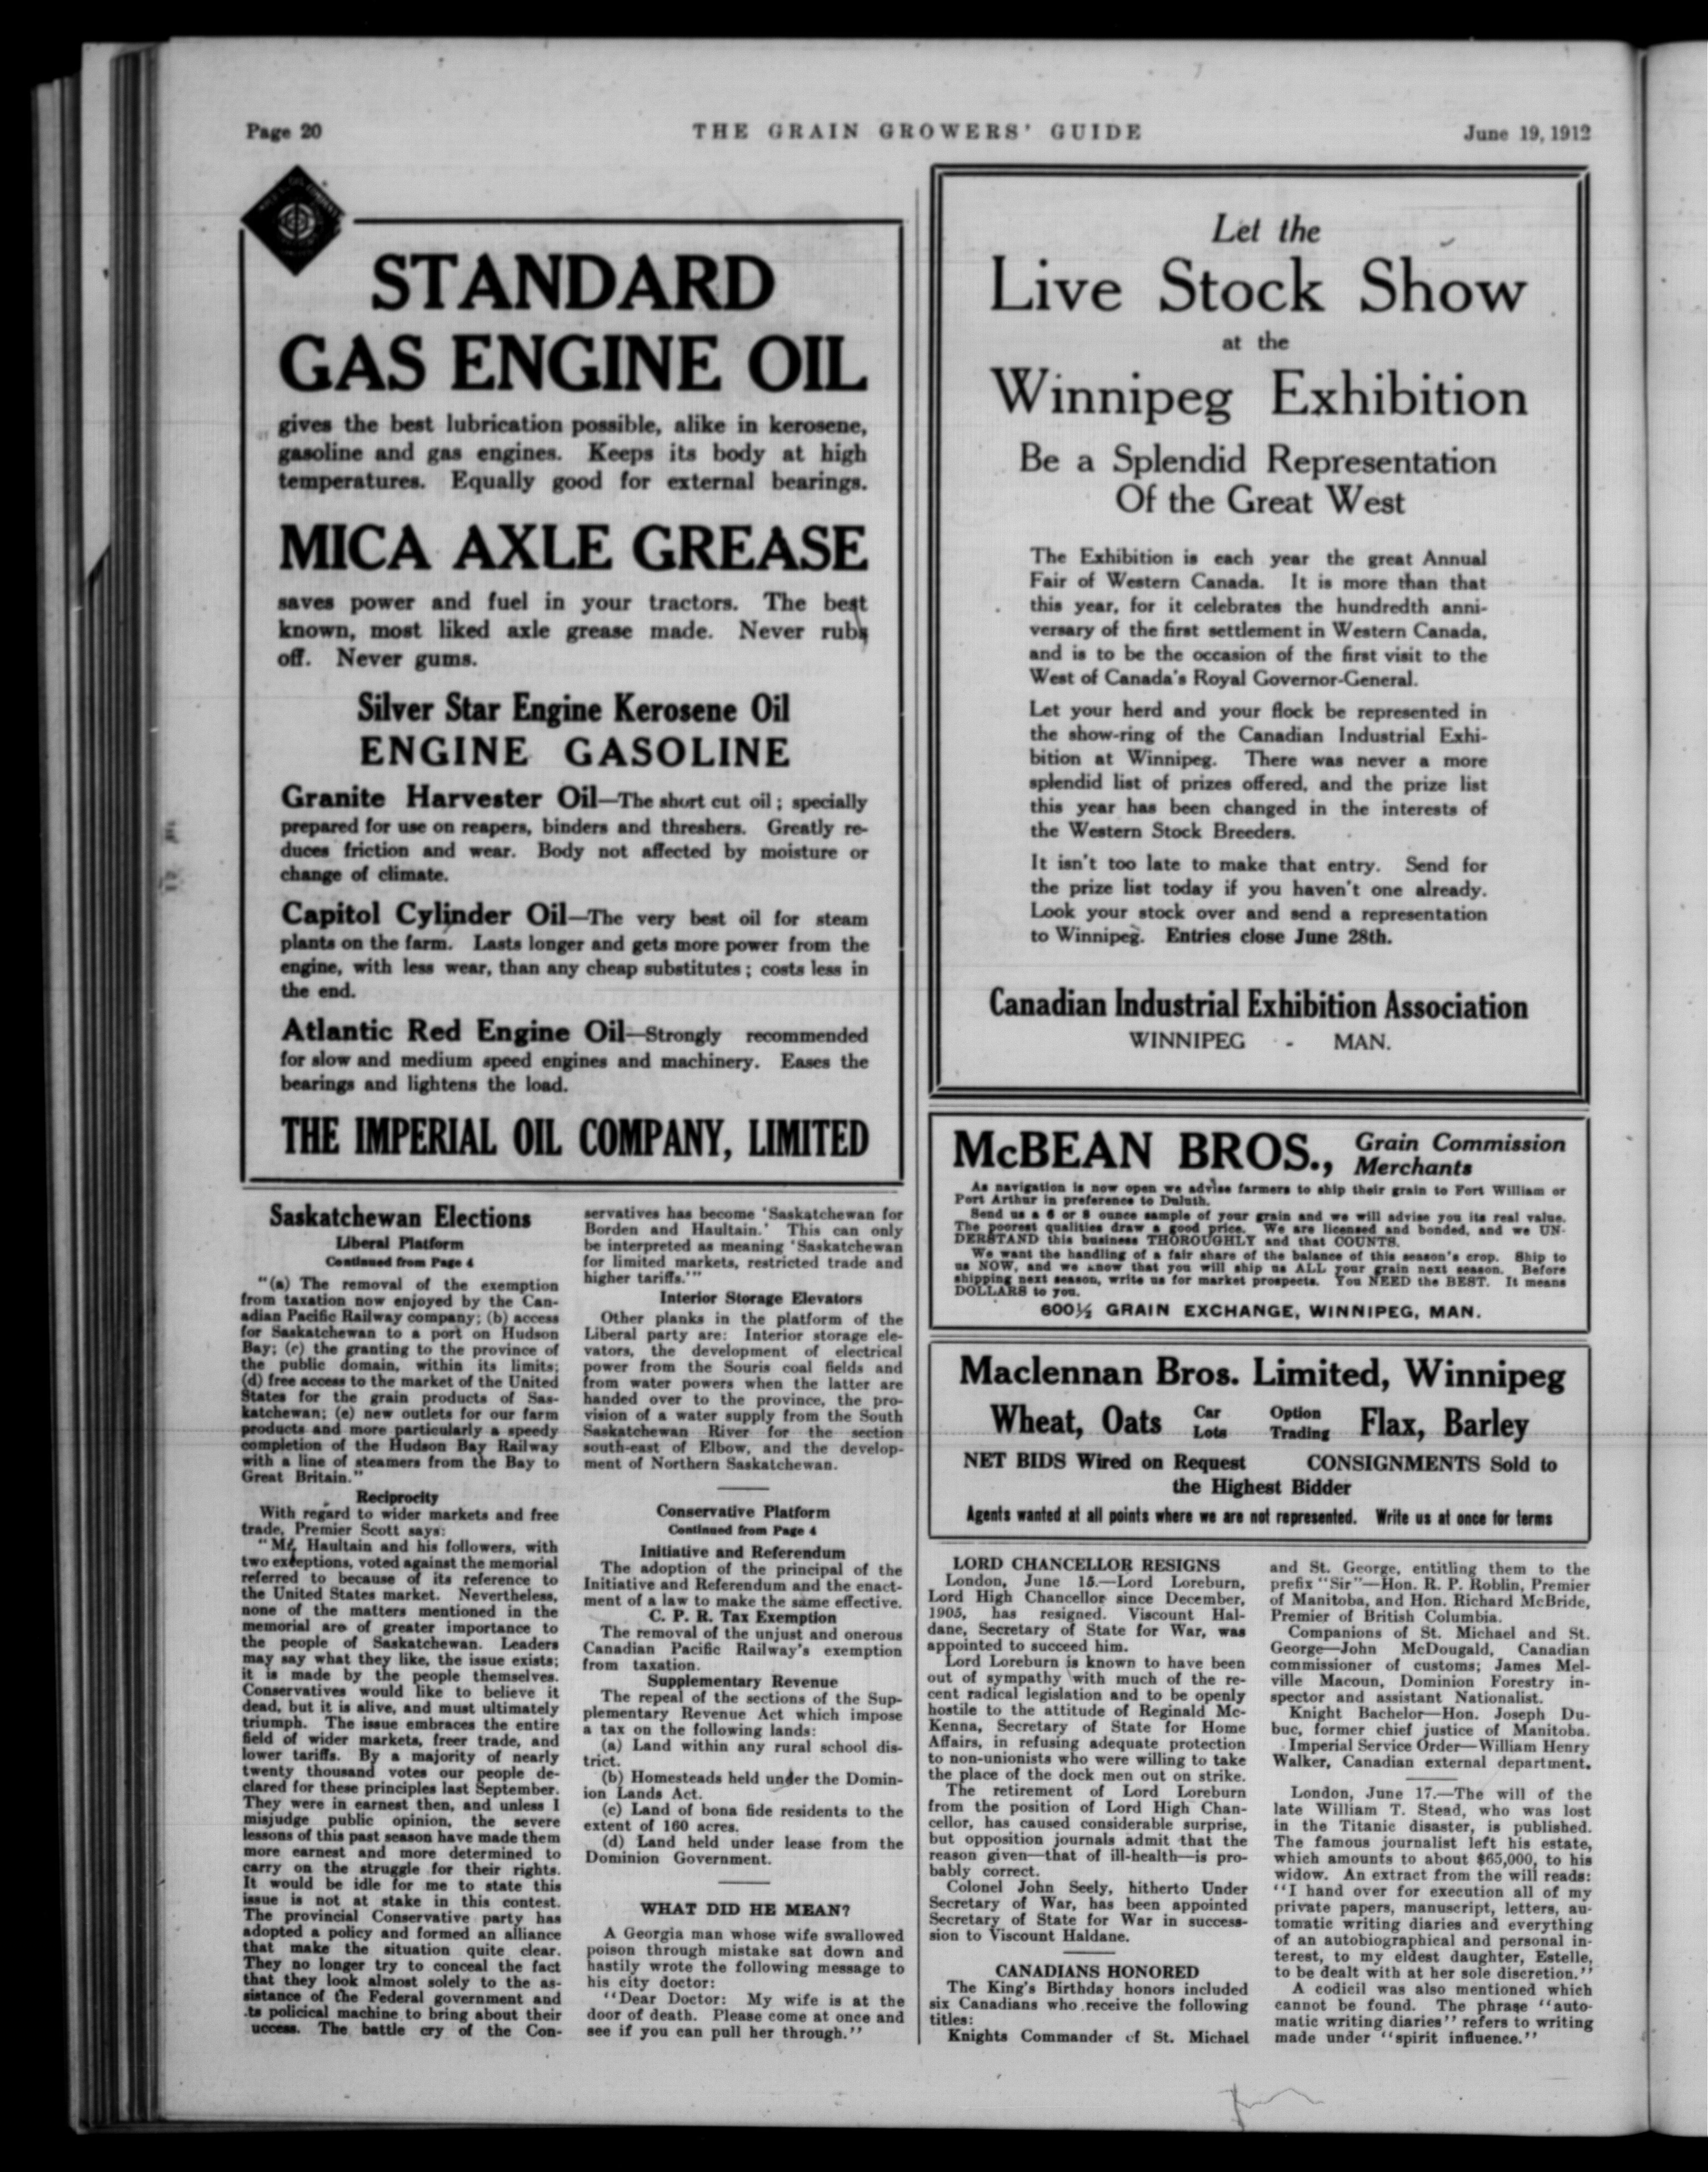 Page 20
THE GRAIN GROWERS' GUIDE
June 19, 1912
STANDARD
GAS ENGINE OIL
gives the best lubrication possible, alike in kerosene,
gasoline and gas engines. Keeps its body at high
temperatures. Equally good for external bearings.
MICA AXLE GREASE
saves power and fuel in your tractors. The best
known, most liked axle grease made. Never rubs
off. Never gums.
Silver Star Engine Kerosene Oil
ENGINE GASOLINE
Granite Harvester Oil—The short cut oil; specially
prepared for use on reapers, binders and threshers. Greatly re-
duces friction and wear. Body not affected by moisture or
change of climate.
Capitol Cylinder Oil—The very best oil for steam
plants on the farm. Lasts longer and gets more power from the
engine, with less wear, than any cheap substitutes; costs less in
the end.
Atlantic Red Engine Oil—Strongly recommended
for slow and medium speed engines and machinery. Eases the
bearings and lightens the load.
THE IMPERIAL OIL COMPANY, LIMITED
Let the
Live Stock Show
at the
Winnipeg Exhibition
Be a Splendid Representation
Of the Great West
The Exhibition is each year the great Annual
Fair of Western Canada. It is more than that
this year, for it celebrates the hundredth anni-
versary of the first settlement in Western Canada,
and is to be the occasion of the first visit to the
West of Canada's Royal Governor-General.
Let your herd and your flock be represented in
the show-ring of the Canadian Industrial Exhi-
bition at Winnipeg. There was never a more
splendid list of prizes offered, and the prize list
this year has been changed in the interests of
the Western Stock Breeders.
It isn't too late to make that entry. Send for
the prize list today if you haven't one already.
Look your stock over and send a representation
to Winnipeg. Entries close June 28th.
Canadian Industrial Exhibition Association
WINNIPEG - MAN.
McBEAN BROS., Grain Commission
Merchants
As navigation is now open we advise farmers to ship their grain to Fort William or
Port Arthur in preference to Duluth.
Send us a 6 or 8 ounce sample of your grain and we will advise you its real value.
The poorest qualities draw a good price. We are licensed and bonded, and we UN-
DERSTAND this business THOROUGHLY and that COUNTS.
We want the handling of a fair share of the balance of this season's crop. Ship to
us NOW, and we know that you will ship us ALL your grain next season. Before
shipping next season, write us for market prospects. You NEED the BEST. It means
DOLLARS to you.
600½ GRAIN EXCHANGE, WINNIPEG, MAN.
Maclennan Bros. Limited, Winnipeg
Wheat, Oats Car Lots Option Trading Flax, Barley
NET BIDS Wired on Request CONSIGNMENTS Sold to
the Highest Bidder
Agents wanted at all points where we are not represented. Write us at once for terms
Saskatchewan Elections
Liberal Platform
Continued from Page 4
"(a) The removal of the exemption
from taxation now enjoyed by the Can-
adian Pacific Railway company; (b) access
for Saskatchewan to a port on Hudson
Bay; (c) the granting to the province of
the public domain, within its limits;
(d) free access to the market of the United
States for the grain products of Sas-
katchewan; (e) new outlets for our farm
products and more particularly a speedy
completion of the Hudson Bay Railway
with a line of steamers from the Bay to
Great Britain."
Reciprocity
With regard to wider markets and free
trade, Premier Scott says:
"Mr. Haultain and his followers, with
two exceptions, voted against the memorial
referred to because of its reference to
the United States market. Nevertheless,
none of the matters mentioned in the
memorial are of greater importance to
the people of Saskatchewan. Leaders
may say what they like, the issue exists;
it is made by the people themselves.
Conservatives would like to believe it
dead, but it is alive, and must ultimately
triumph. The issue embraces the entire
field of wider markets, freer trade, and
lower tariffs. By a majority of nearly
twenty thousand votes our people de-
clared for these principles last September.
They were in earnest then, and unless I
misjudge public opinion, the severe
lessons of this past season have made them
more earnest and more determined to
carry on the struggle for their rights.
It would be idle for me to state this
issue is not at stake in this contest.
The provincial Conservative party has
adopted a policy and formed an alliance
that make the situation quite clear.
They no longer try to conceal the fact
that they look almost solely to the as-
sistance of the Federal government and
.ts policical machine to bring about their
uccess. The battle cry of the Con-
servatives has become 'Saskatchewan for
Borden and Haultain.' This can only
be interpreted as meaning 'Saskatchewan
for limited markets, restricted trade and
higher tariffs.'"
Interior Storage Elevators
Other planks in the platform of the
Liberal party are: Interior storage ele-
vators, the development of electrical
power from the Souris coal fields and
from water powers when the latter are
handed over to the province, the pro-
vision of a water supply from the South
Saskatchewan River for the section
south-east of Elbow, and the develop-
ment of Northern Saskatchewan.
Conservative Platform
Continued from Page 4
Initiative and Referendum
The adoption of the principal of the
Initiative and Referendum and the enact-
ment of a law to make the same effective.
C. P. R. Tax Exemption
The removal of the unjust and onerous
Canadian Pacific Railway's exemption
from taxation.
Supplementary Revenue
The repeal of the sections of the Sup-
plementary Revenue Act which impose
a tax on the following lands:
(a) Land within any rural school dis-
trict.
(b) Homesteads held under the Domin-
ion Lands Act.
(c) Land of bona fide residents to the
extent of 160 acres.
(d) Land held under lease from the
Dominion Government.
WHAT DID HE MEAN?
A Georgia man whose wife swallowed
poison through mistake sat down and
hastily wrote the following message to
his city doctor:
"Dear Doctor: My wife is at the
door of death. Please come at once and
see if you can pull her through."
LORD CHANCELLOR RESIGNS
London, June 15.—Lord Loreburn,
Lord High Chancellor since December,
1905, has resigned. Viscount Hal-
dane, Secretary of State for War, was
appointed to succeed him.
Lord Loreburn is known to have been
out of sympathy with much of the re-
cent radical legislation and to be openly
hostile to the attitude of Reginald Mc-
Kenna, Secretary of State for Home
Affairs, in refusing adequate protection
to non-unionists who were willing to take
the place of the dock men out on strike.
The retirement of Lord Loreburn
from the position of Lord High Chan-
cellor, has caused considerable surprise,
but opposition journals admit that the
reason given—that of ill-health—is pro-
bably correct.
Colonel John Seely, hitherto Under
Secretary of War, has been appointed
Secretary of State for War in success-
sion to Viscount Haldane.
CANADIANS HONORED
The King's Birthday honors included
six Canadians who receive the following
titles:
Knights Commander of St. Michael
and St. George, entitling them to the
prefix "Sir"—Hon. R. P. Roblin, Premier
of Manitoba, and Hon. Richard McBride,
Premier of British Columbia.
Companions of St. Michael and St.
George—John McDougald, Canadian
commissioner of customs; James Mel-
ville Macoun, Dominion Forestry in-
spector and assistant Nationalist.
Knight Bachelor—Hon. Joseph Du-
buc, former chief justice of Manitoba.
Imperial Service Order—William Henry
Walker, Canadian external department.
London, June 17.—The will of the
late William T. Stead, who was lost
in the Titanic disaster, is published.
The famous journalist left his estate,
which amounts to about $65,000, to his
widow. An extract from the will reads:
"I hand over for execution all of my
private papers, manuscript, letters, au-
tomatic writing diaries and everything
of an autobiographical and personal in-
terest, to my eldest daughter, Estelle,
to be dealt with at her sole discretion."
A codicil was also mentioned which
cannot be found. The phrase "auto-
matic writing diaries" refers to writing
made under "spirit influence."